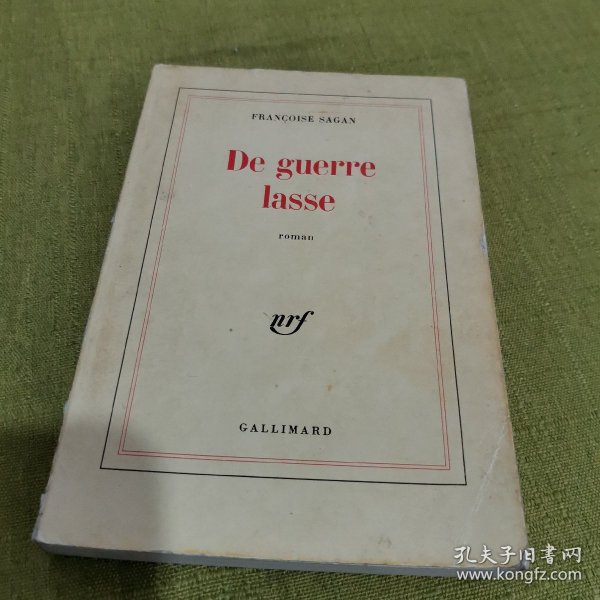 FRANÇOISE SAGAN
De guerre
lasse
roman
nrf
GALLIMARD
孔夫子旧书网
www.kongfz.com